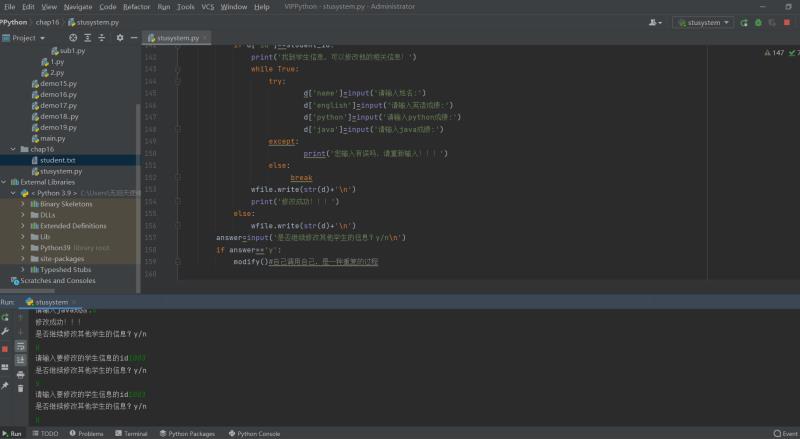 File Edit View Navigate Code Refactor Run Tools VCS Window Help VIPPython - stusystem.py - Administrator
PPython chap16 stusystem.py stusystem
Project stusystem.py
sub1.py
1.py
2.py
demo15.py
demo16.py
demo17.py
demo18.py
demo19.py
main.py
chap16
student.txt
stusystem.py
External Libraries
< Python 3.9 >
Binary Skeletons
DLLs
Extended Definitions
Lib
Python39 library root
site-packages
Typeshed Stubs
Scratches and Consoles
147 7
142 print('找到学生信息，可以修改他的相关信息！')
143 while True:
144 try:
145 d['name']=input('请输入姓名:')
146 d['english']=input('请输入英语成绩:')
147 d['python']=input('请输入python成绩:')
148 d['java']=input('请输入java成绩:')
149 except:
150 print('您输入有误吗，请重新输入！！！')
151 else:
152 break
153 wfile.write(str(d)+'\n')
154 print('修改成功！！！')
155 else:
156 wfile.write(str(d)+'\n')
157 answer=input('是否继续修改其他学生的信息？y/n\n')
158 if answer=='y':
159 modify()#自己调用自己，是一种重复的过程
160
Run: stusystem
请输入java成绩:
修改成功！！！
是否继续修改其他学生的信息？y/n
请输入要修改的学生信息的id1003
是否继续修改其他学生的信息？y/n
y
请输入要修改的学生信息的id1003
是否继续修改其他学生的信息？y/n
Run TODO Problems Terminal Python Packages Python Console Event